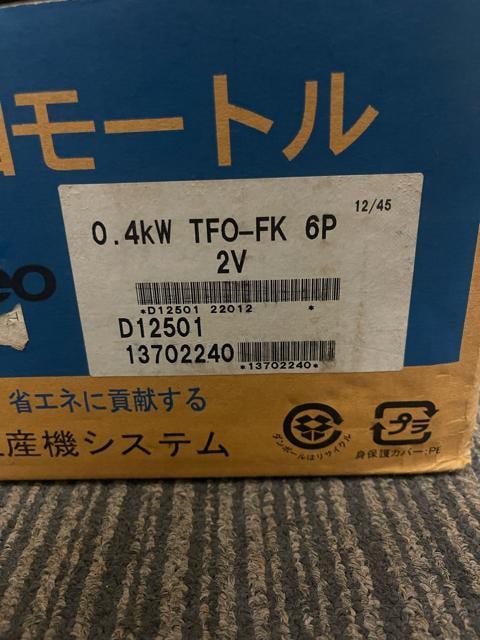 モートル
12/45
0.4kW TFO-FK 6P
2V
*D12501 22012 *
D12501
13702240
*13702240*
eo
省エネに貢献する
産機システム
ダンボールはリサイクル
プラ
身保護カバー:PE